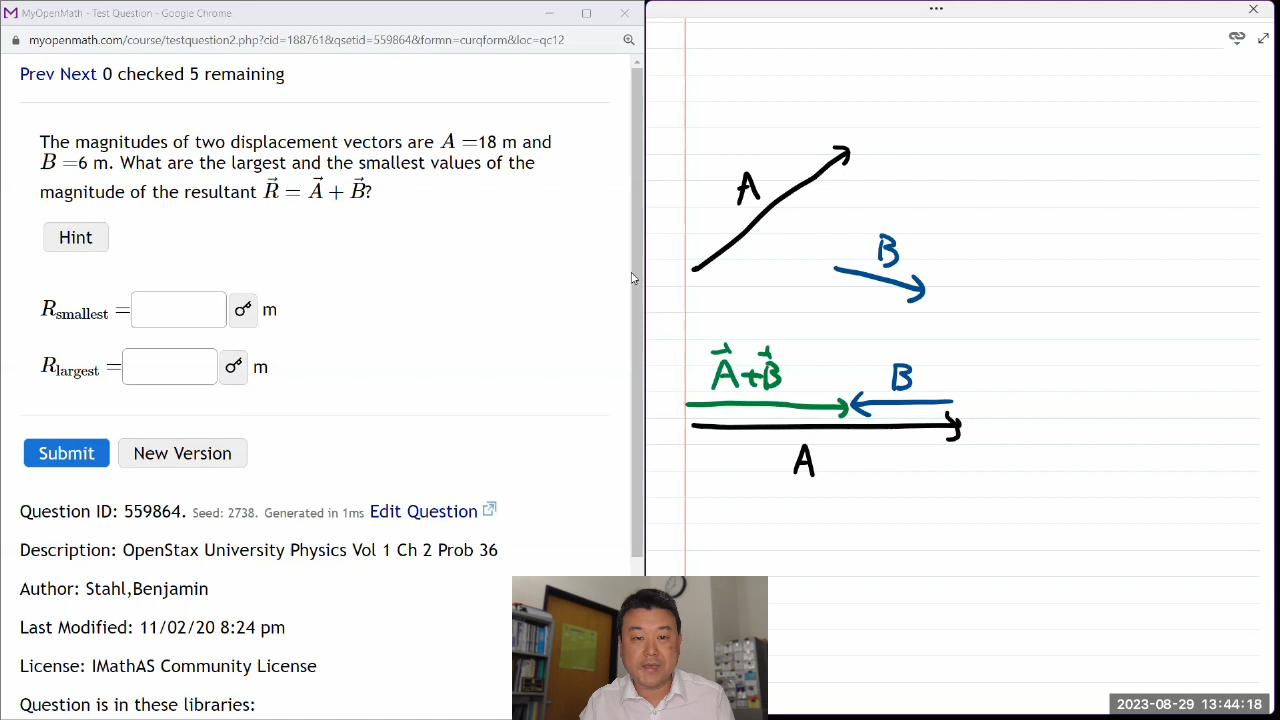 MyOpenMath - Test Question - Google Chrome
myopenmath.com/course/testquestion2.php?cid=188761&qsetid=559864&formn=curqform&loc=qc12
Prev Next 0 checked 5 remaining
The magnitudes of two displacement vectors are A =18 m and
B =6 m. What are the largest and the smallest values of the
magnitude of the resultant R⃗ = A⃗ + B⃗?
Hint
R_smallest = m
R_largest = m
Submit New Version
Question ID: 559864. Seed: 2738. Generated in 1ms Edit Question
Description: OpenStax University Physics Vol 1 Ch 2 Prob 36
Author: Stahl,Benjamin
Last Modified: 11/02/20 8:24 pm
License: IMathAS Community License
Question is in these libraries:
A
B
A⃗+B⃗
B
A
2023-08-29 13:44:18